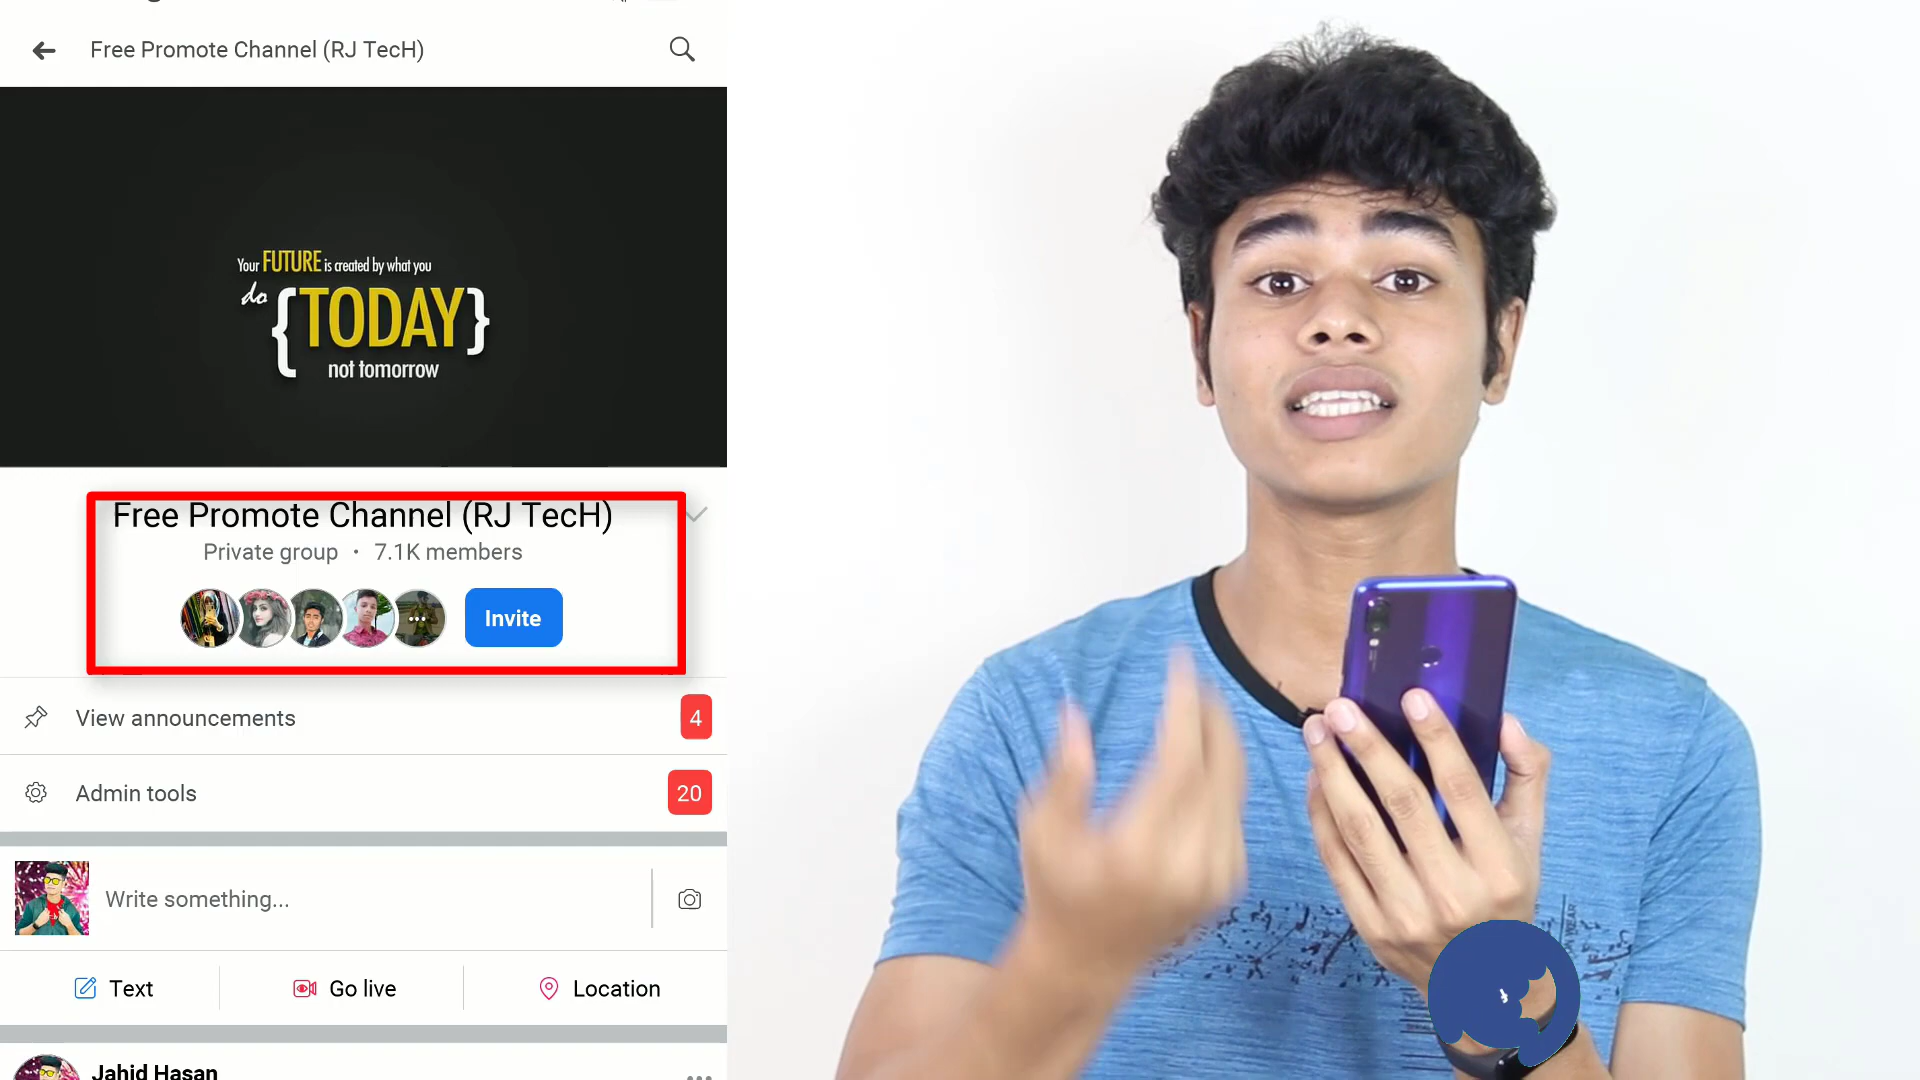 Free Promote Channel (RJ TecH)
Your FUTURE is created by what you
do {TODAY}
not tomorrow
Free Promote Channel (RJ TecH)
Private group • 7.1K members
Invite
View announcements
4
Admin tools
20
Write something...
Text
Go live
Location
Jahid Hasan